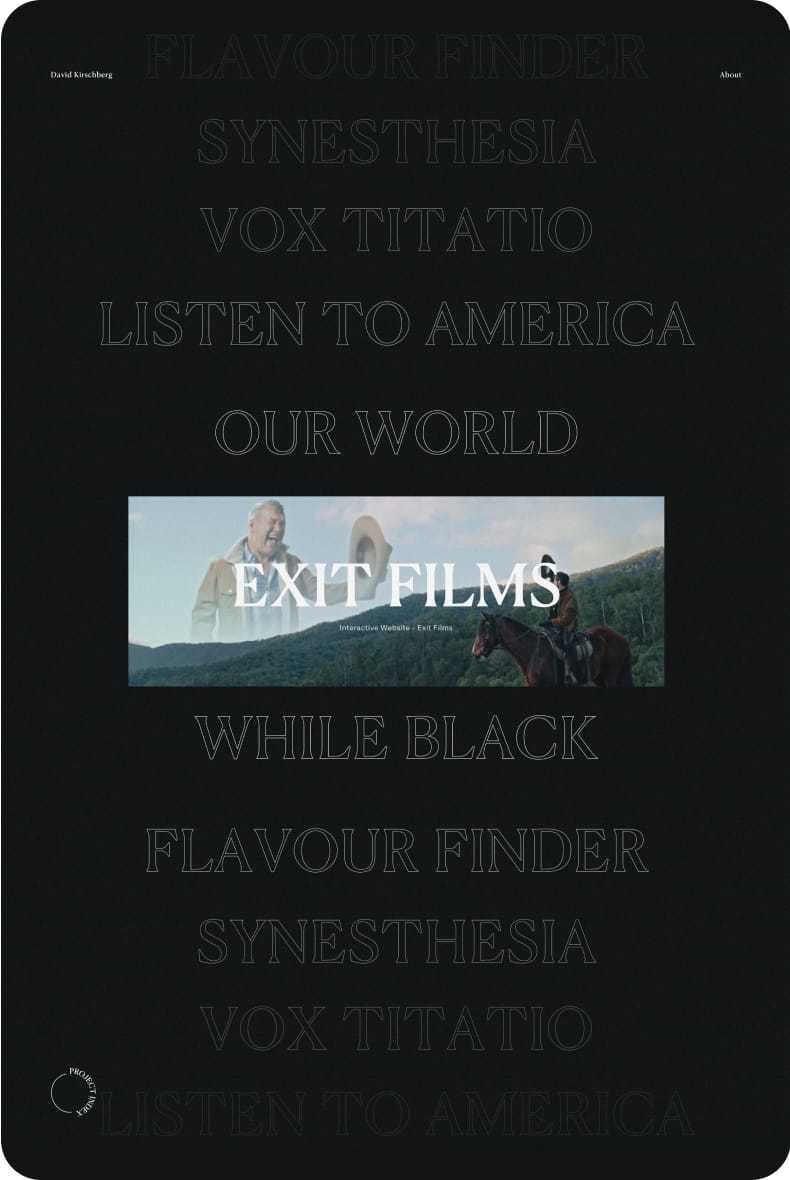 FLAVOUR FINDER
David Kirschberg
About
SYNESTHESIA
VOX TITATIO
LISTEN TO AMERICA
OUR WORLD
EXIT FILMS
Interactive Website - Exit Films
WHILE BLACK
FLAVOUR FINDER
SYNESTHESIA
VOX TITATIO
PROJECT INDEX
LISTEN TO AMERICA